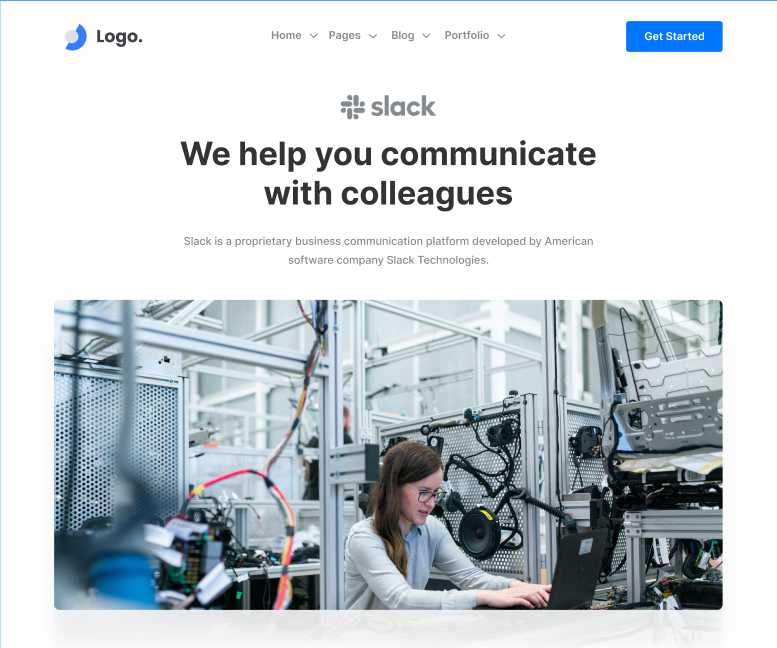 Logo.
Home Pages Blog Portfolio
Get Started
slack
We help you communicate
with colleagues
Slack is a proprietary business communication platform developed by American
software company Slack Technologies.